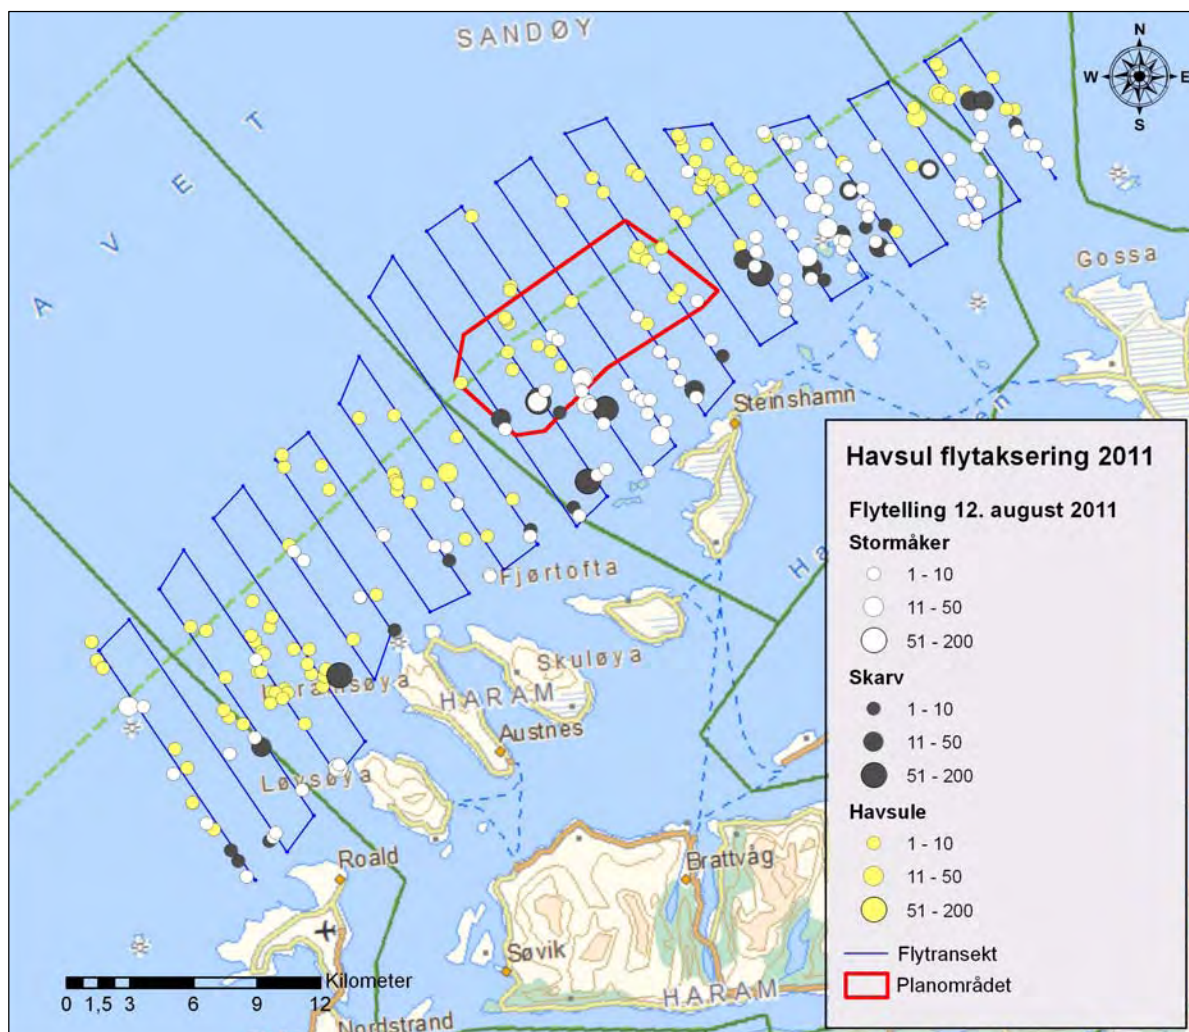 SANDØY
N
W E
S
AVET
Gossa
Steinshamn
Fjørtofta
Skuløya
HARAM
Austnes
Løvsøya
Roald
Brattvåg
Søvik
HARAM
Nordstrand
Kilometer
0 1,5 3 6 9 12
Havsul flytaksering 2011
Flytelling 12. august 2011
Stormåker
1 - 10
11 - 50
51 - 200
Skarv
1 - 10
11 - 50
51 - 200
Havsule
1 - 10
11 - 50
51 - 200
Flytransekt
Planområdet